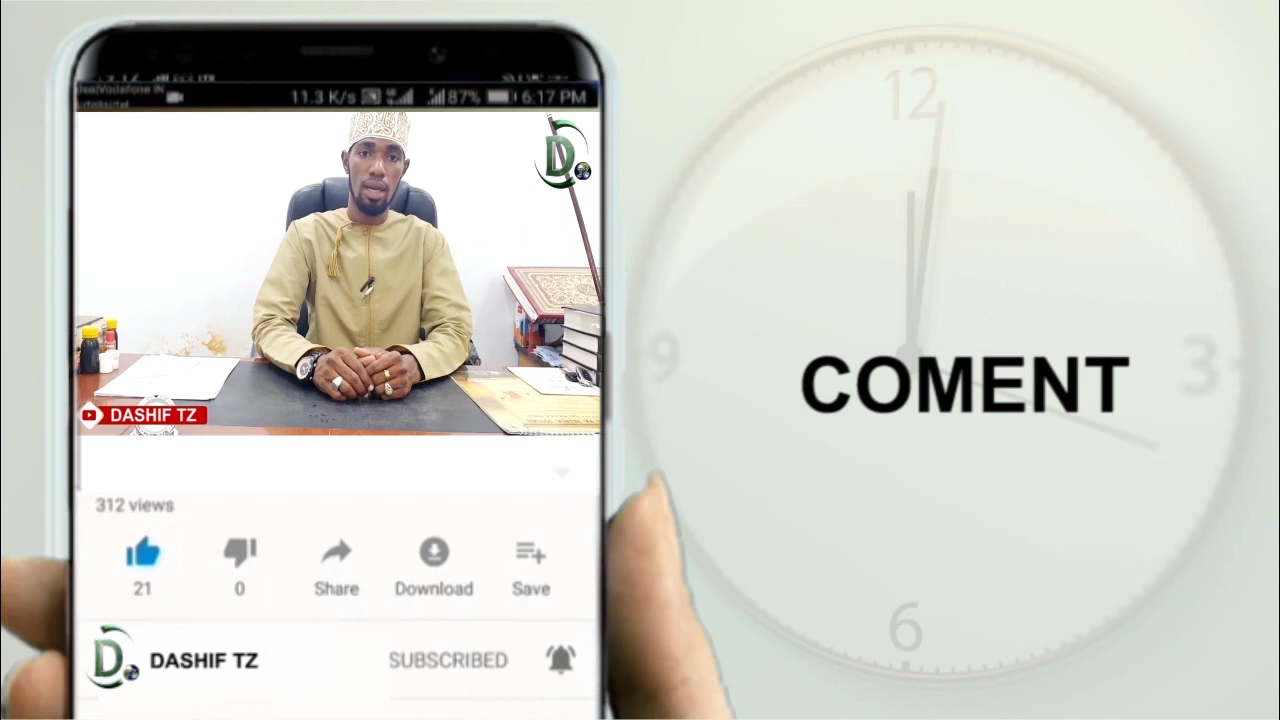 11.3 K/s 87% 6:17 PM
D
DASHIF TZ
312 views
21
0
Share
Download
Save
D
DASHIF TZ
SUBSCRIBED
12
9
3
COMENT
6